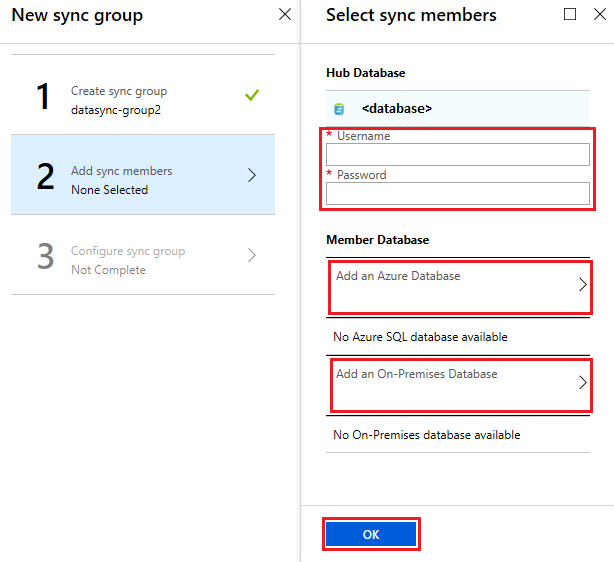 New sync group
1
Create sync group
datasync-group2
2
Add sync members
None Selected
3
Configure sync group
Not Complete
Select sync members
Hub Database
<database>
* Username
* Password
Member Database
Add an Azure Database
No Azure SQL database available
Add an On-Premises Database
No On-Premises database available
OK